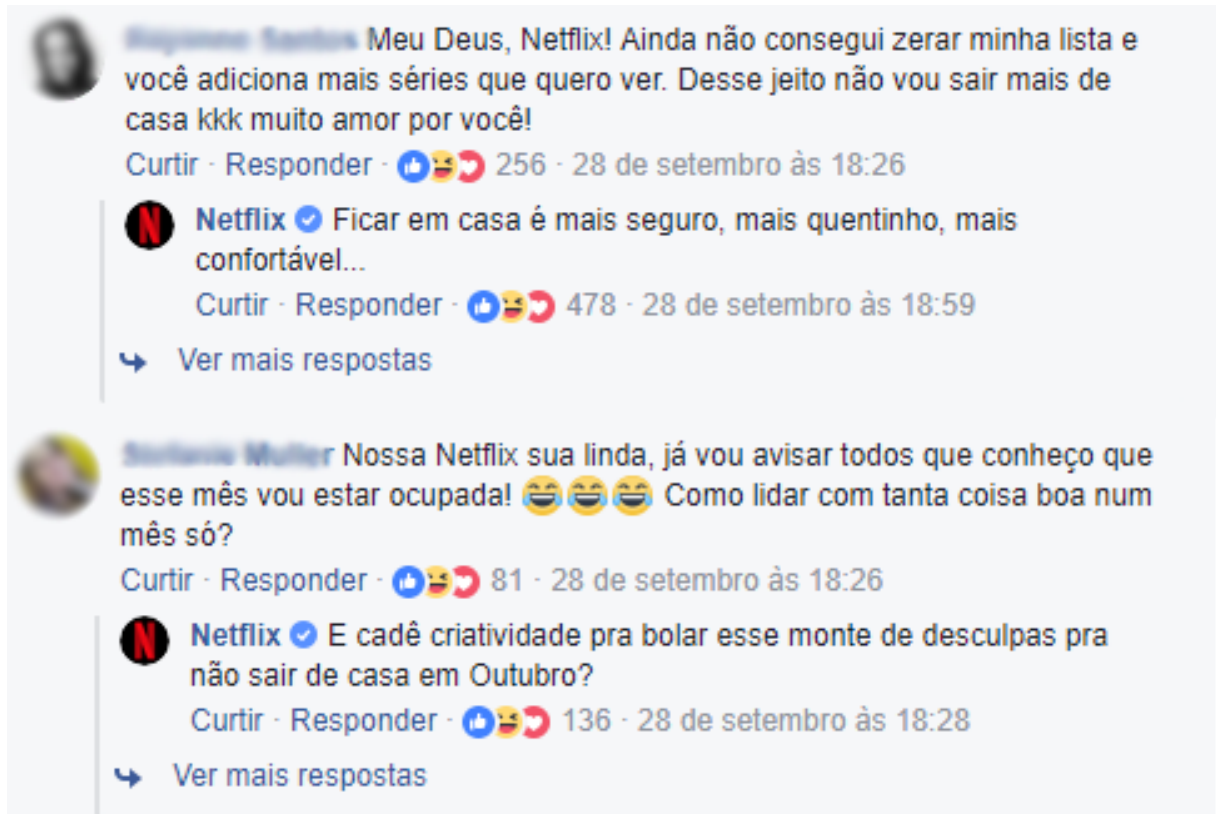 Meu Deus, Netflix! Ainda não consegui zerar minha lista e
você adiciona mais séries que quero ver. Desse jeito não vou sair mais de
casa kkk muito amor por você!
Curtir · Responder · 256 · 28 de setembro às 18:26
N Netflix Ficar em casa é mais seguro, mais quentinho, mais
confortável...
Curtir · Responder · 478 · 28 de setembro às 18:59
Ver mais respostas
Nossa Netflix sua linda, já vou avisar todos que conheço que
esse mês vou estar ocupada! 😂😂😂 Como lidar com tanta coisa boa num
mês só?
Curtir · Responder · 81 · 28 de setembro às 18:26
N Netflix E cadê criatividade pra bolar esse monte de desculpas pra
não sair de casa em Outubro?
Curtir · Responder · 136 · 28 de setembro às 18:28
Ver mais respostas